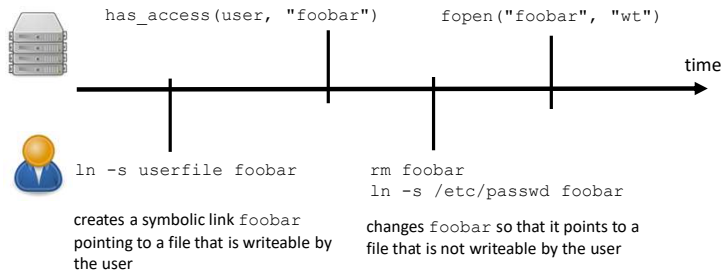 has_access(user, "foobar")
fopen("foobar", "wt")
time
ln -s userfile foobar
rm foobar
ln -s /etc/passwd foobar
creates a symbolic link foobar
pointing to a file that is writeable by
the user
changes foobar so that it points to a
file that is not writeable by the user